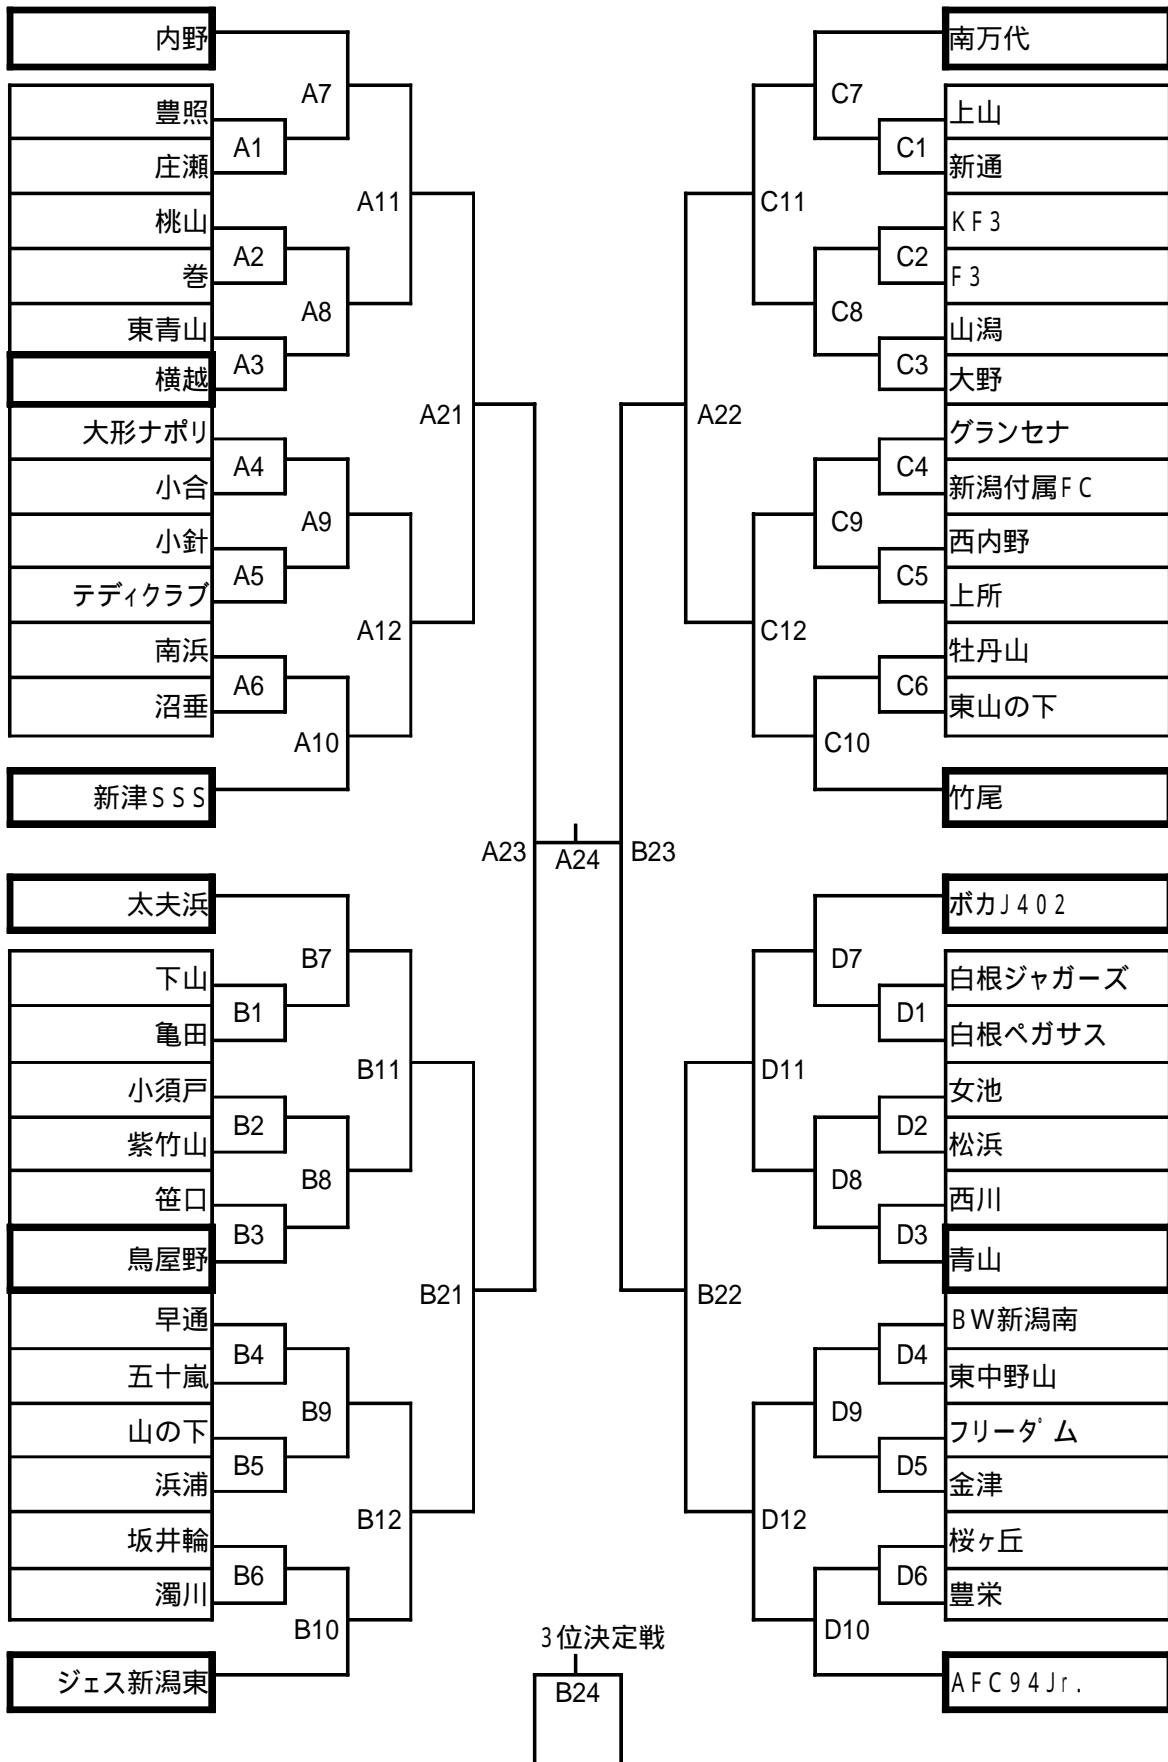 内野
A7
豊照
A1
庄瀬
A11
桃山
A2
巻
A8
東青山
A3
横越
A21
大形ナポリ
A4
小合
A9
小針
A5
テディクラブ
A12
南浜
A6
沼垂
A10
新津SSS
A23
太夫浜
B7
下山
B1
亀田
B11
小須戸
B2
紫竹山
B8
笹口
B3
鳥屋野
B21
早通
B4
五十嵐
B9
山の下
B5
浜浦
B12
坂井輪
B6
濁川
B10
ジェス新潟東
A24
3位決定戦
B24
南万代
C7
上山
C1
新通
C11
KF3
C2
F3
C8
山潟
C3
大野
A22
グランセナ
C4
新潟付属FC
C9
西内野
C5
上所
C12
牡丹山
C6
東山の下
C10
竹尾
B23
ボカJ402
D7
白根ジャガーズ
D1
白根ペガサス
D11
女池
D2
松浜
D8
西川
D3
青山
B22
BW新潟南
D4
東中野山
D9
フリーダム
D5
金津
D12
桜ヶ丘
D6
豊栄
D10
AFC94Jr.